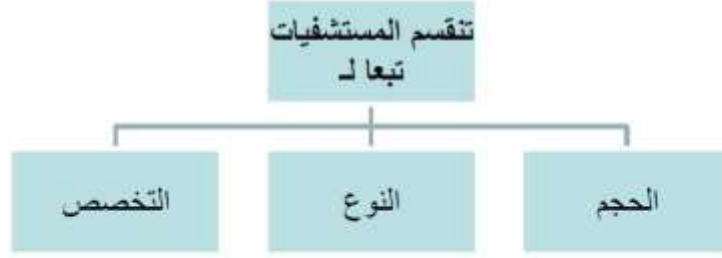 تنقسم المستشفيات
تبعا لـ
الحجم
النوع
التخصص